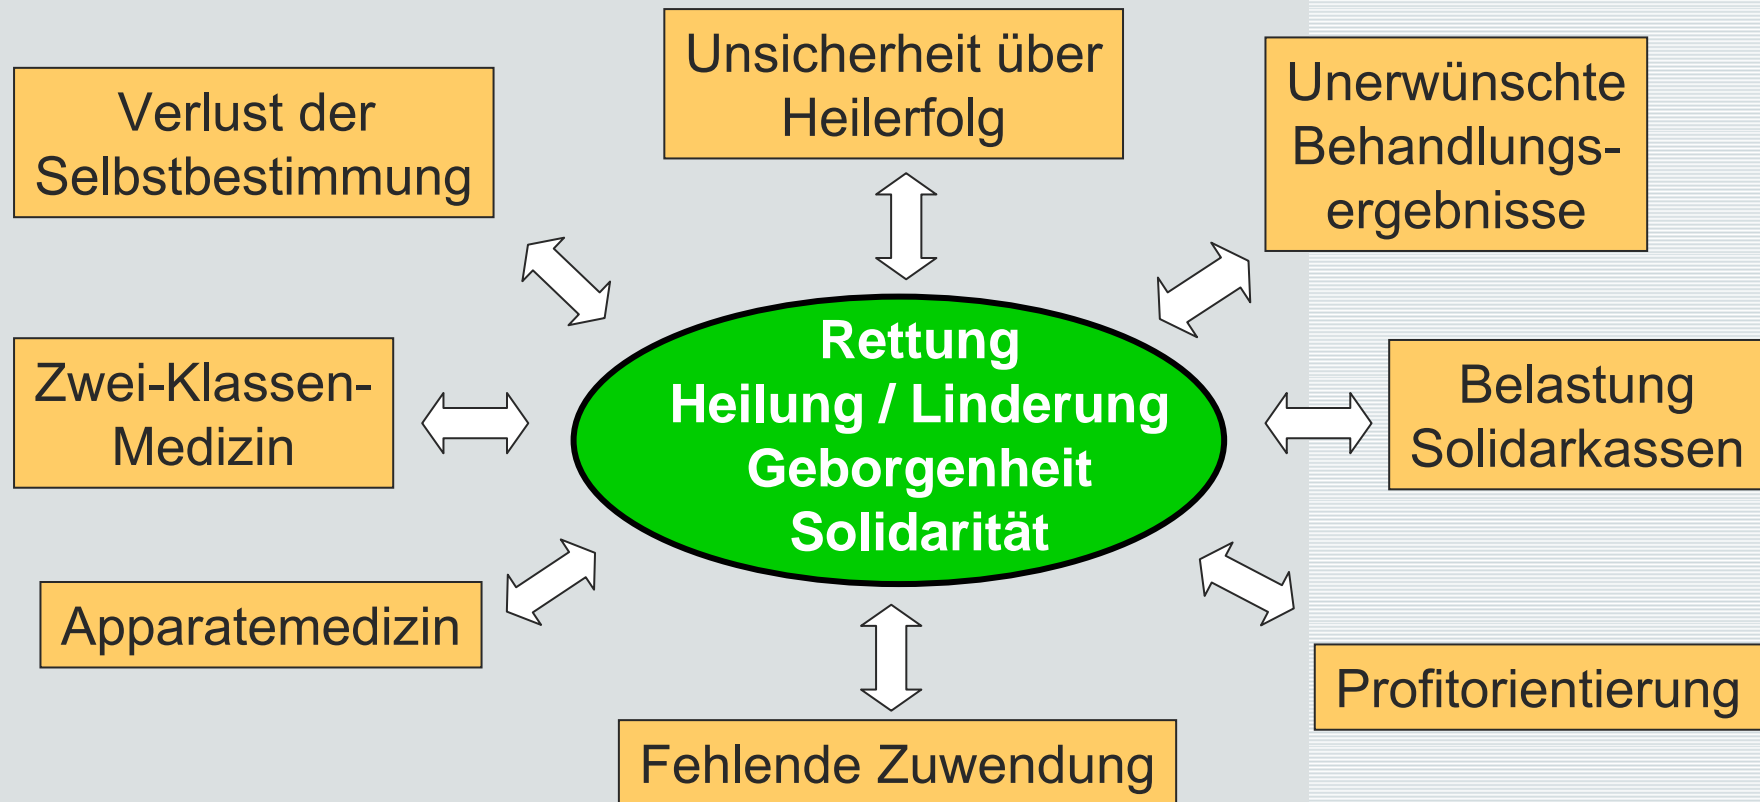 Unsicherheit über
Heilerfolg
Verlust der
Selbstbestimmung
Unerwünschte
Behandlungs-
ergebnisse
Zwei-Klassen-
Medizin
Rettung
Heilung / Linderung
Geborgenheit
Solidarität
Belastung
Solidarkassen
Apparatemedizin
Profitorientierung
Fehlende Zuwendung